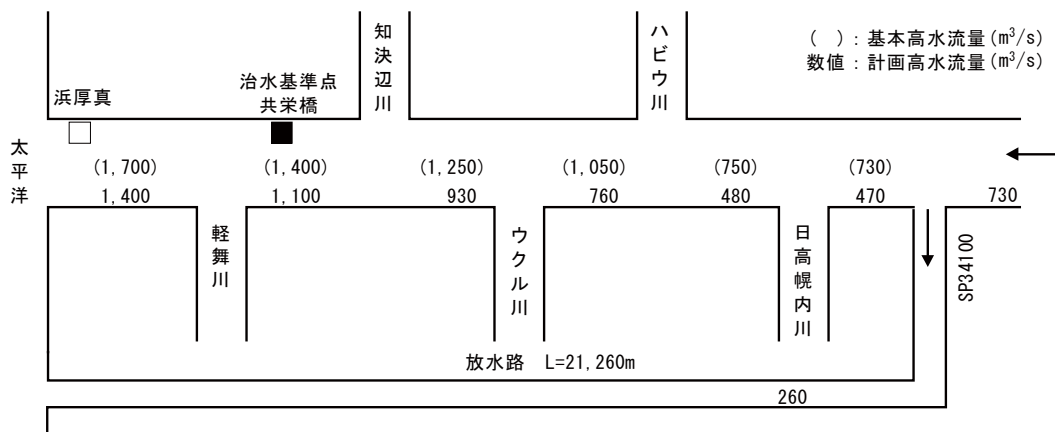 知決辺川
ハビウ川
( ) : 基本高水流量(m³/s)
数値 : 計画高水流量(m³/s)
浜厚真
治水基準点
共栄橋
太平洋
(1,700) (1,400) (1,250) (1,050) (750) (730)
1,400 1,100 930 760 480 470 730
軽舞川
ウクル川
日高幌内川
SP34100
放水路 L=21,260m
260